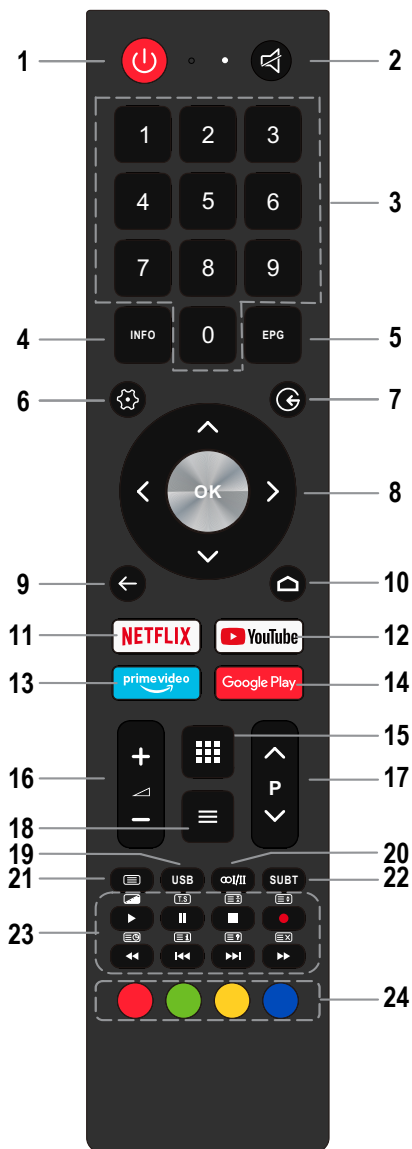 1
2
1 2 3
4 5 6
3
7 8 9
4
INFO 0 EPG
5
6
7
OK
8
9
10
11
NETFLIX
YouTube
12
13
prime video
Google Play
14
15
16
P
17
18
19
20
21
USB
I/II
SUBT
22
T.S
23
24